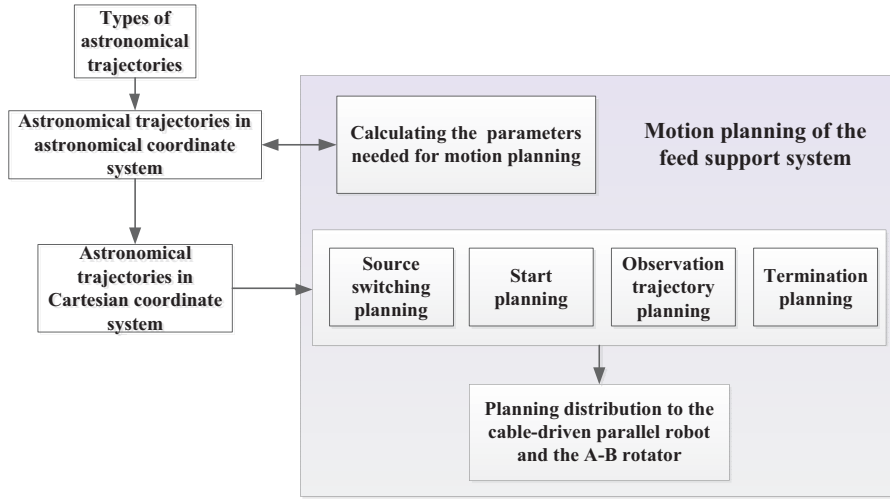 Types of
astronomical
trajectories
Astronomical trajectories in
astronomical coordinate
system
Calculating the parameters
needed for motion planning
Motion planning of the
feed support system
Astronomical
trajectories in
Cartesian coordinate
system
Source
switching
planning
Start
planning
Observation
trajectory
planning
Termination
planning
Planning distribution to the
cable-driven parallel robot
and the A-B rotator